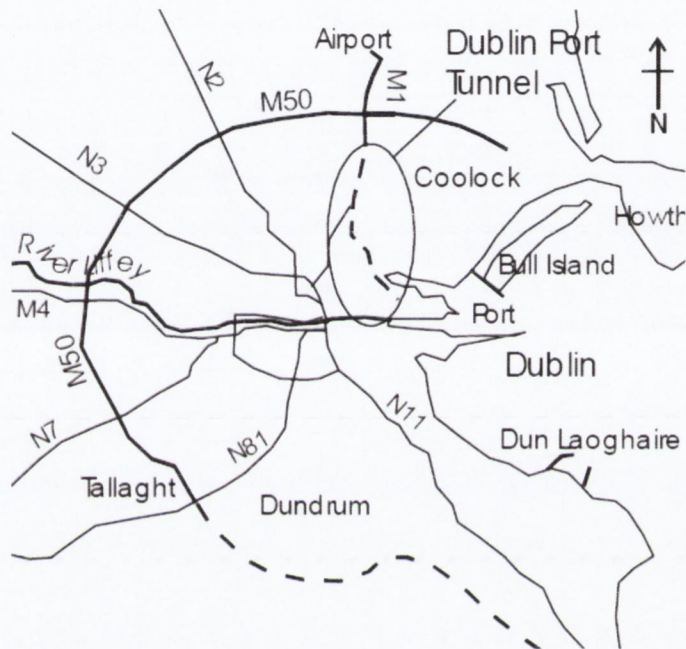 Airport
Dublin Port
Tunnel
N
N2
M50
M1
N3
Coolock
Howth
River Liffey
Bull Island
M4
Port
M50
Dublin
N11
N7
N81
Dun Laoghaire
Tallaght
Dundrum